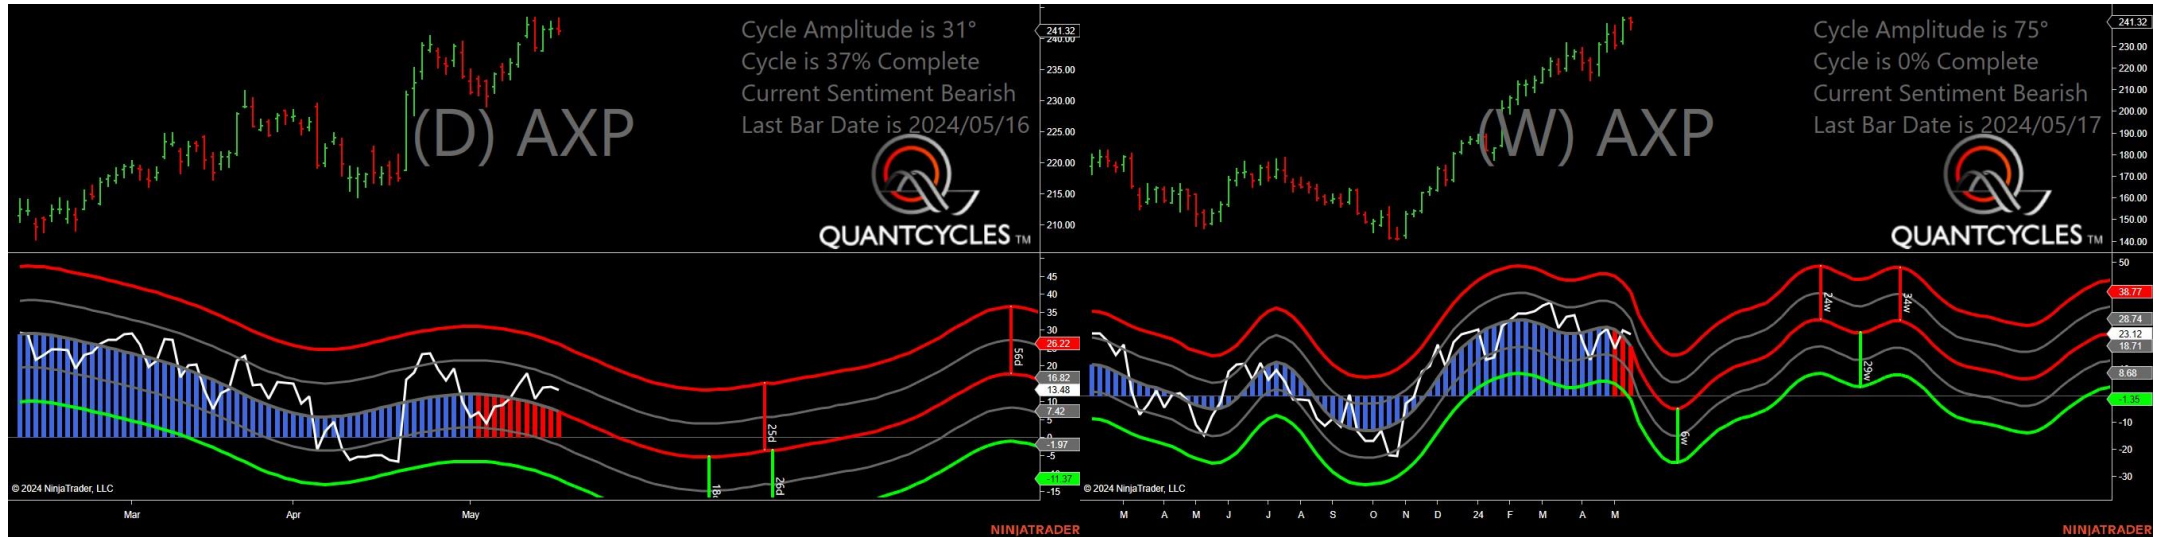 Cycle Amplitude is 31°
Cycle is 37% Complete
Current Sentiment Bearish
Last Bar Date is 2024/05/16
(D) AXP
QUANTCYCLES TM
241.32
240.00
235.00
230.00
225.00
220.00
215.00
210.00
45
40
35
30
26.22
20
16.82
13.48
10
7.42
5
0
-1.97
-5
-11.37
-15
18d
25d
26d
56d
© 2024 NinjaTrader, LLC
Mar
Apr
May
NINJATRADER
Cycle Amplitude is 75°
Cycle is 0% Complete
Current Sentiment Bearish
Last Bar Date is 2024/05/17
(W) AXP
QUANTCYCLES TM
241.32
230.00
220.00
210.00
200.00
190.00
180.00
170.00
160.00
150.00
140.00
50
38.77
28.74
23.12
18.71
8.68
-1.35
-10
-20
-30
6w
24w
29w
34w
© 2024 NinjaTrader, LLC
M A M J J A S O N D 24 F M A M
NINJATRADER